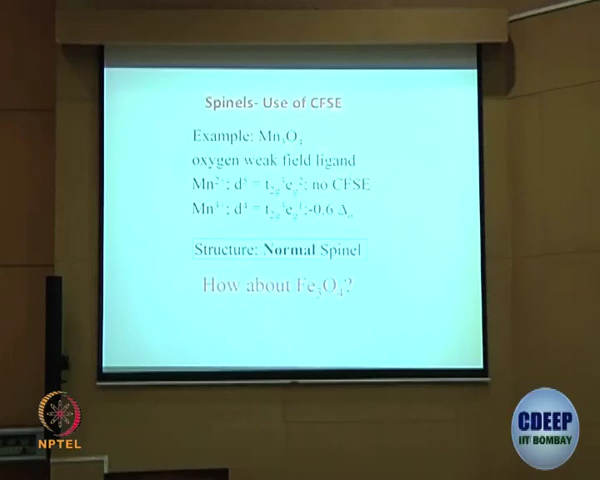 Spinels- Use of CFSE
Example: Mn₃O₄
oxygen weak field ligand
Mn²⁺; d⁵ = t₂g³eg²; no CFSE
d⁴ = t₂g³eg¹;-0.6 Δₒ
Structure: Normal Spinel
How about Fe₃O₄?
NPTEL
CDEEP
IIT BOMBAY